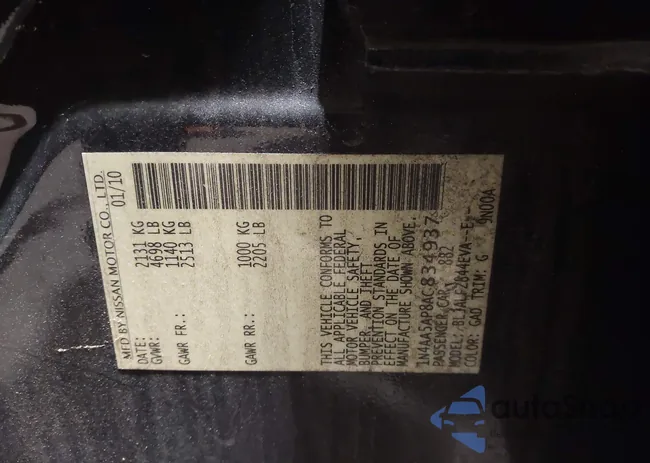 MFD BY NISSAN MOTOR CO., LTD.
DATE: 01/10
GVWR: 2131 KG
4698 LB
GAWR FR.: 1140 KG
2513 LB
GAWR RR.: 1000 KG
2205 LB
THIS VEHICLE CONFORMS TO
ALL APPLICABLE FEDERAL
MOTOR VEHICLE SAFETY,
BUMPER, AND THEFT
PREVENTION STANDARDS IN
EFFECT ON THE DATE OF
MANUFACTURE SHOWN ABOVE.
1N4AA5AP8AC834937
PASSENGER CAR 882
COLOR: GAD TRIM: G 9N00A